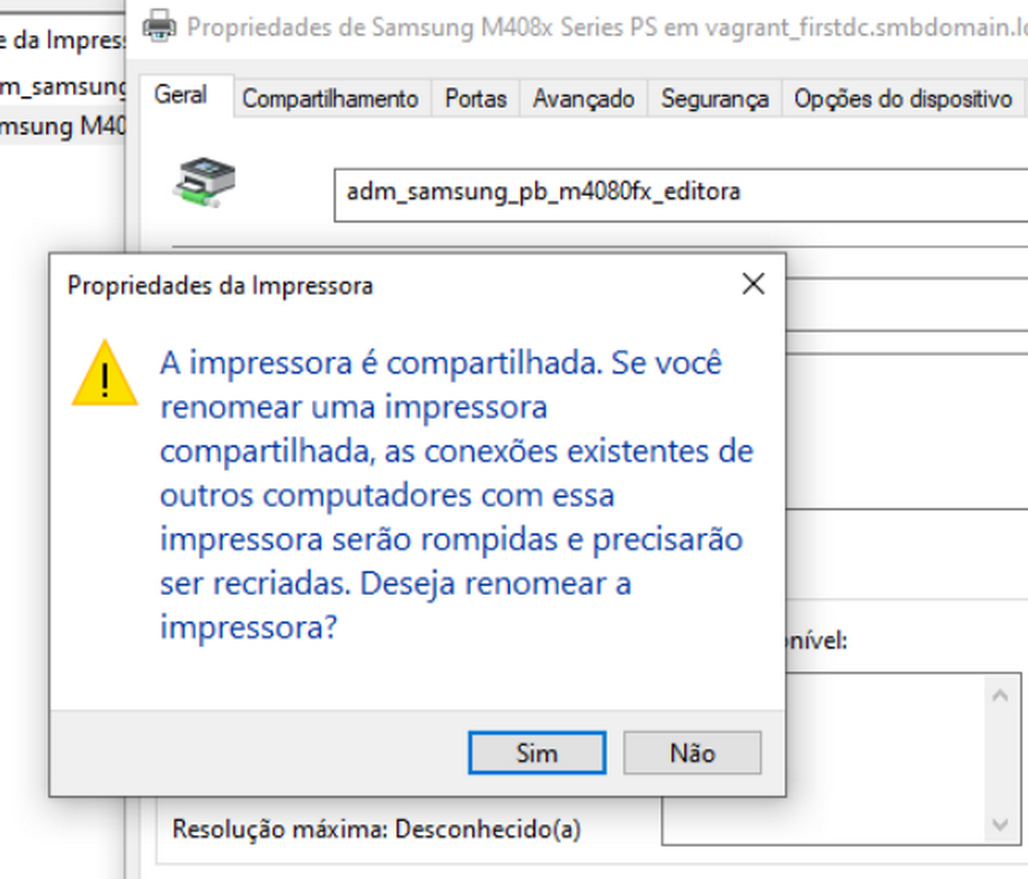 Propriedades de Samsung M408x Series PS em vagrant_firstdc.smbdomain.lo
e da Impress
Geral Compartilhamento Portas Avançado Segurança Opções do dispositivo
m_samsung
msung M40
adm_samsung_pb_m4080fx_editora
Propriedades da Impressora
A impressora é compartilhada. Se você
renomear uma impressora
compartilhada, as conexões existentes de
outros computadores com essa
impressora serão rompidas e precisarão
ser recriadas. Deseja renomear a
impressora?
onível:
Sim Não
Resolução máxima: Desconhecido(a)